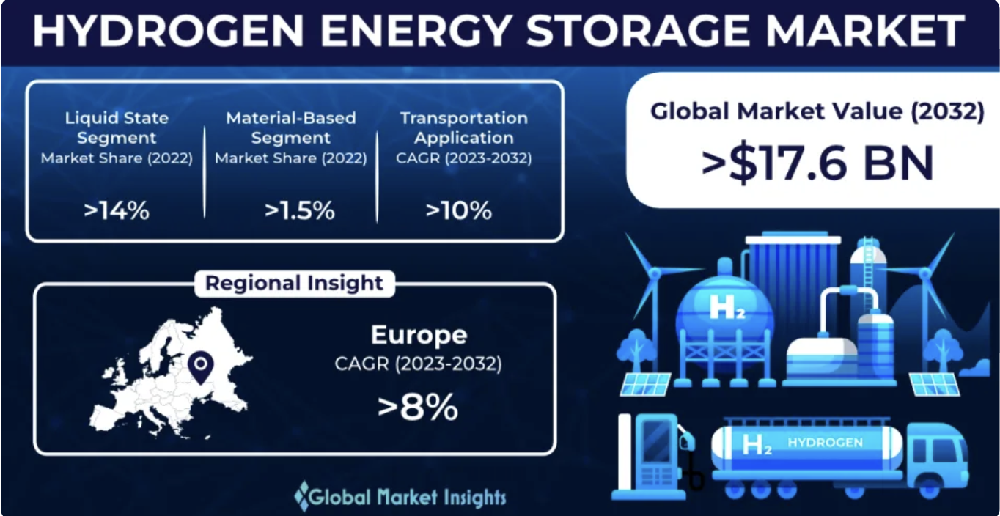 HYDROGEN ENERGY STORAGE MARKET
Liquid State
Segment
Market Share (2022)
>14%
Material-Based
Segment
Market Share (2022)
>1.5%
Transportation
Application
CAGR (2023-2032)
>10%
Global Market Value (2032)
>$17.6 BN
Regional Insight
Europe
CAGR (2023-2032)
>8%
H₂
H₂ HYDROGEN
Global Market Insights